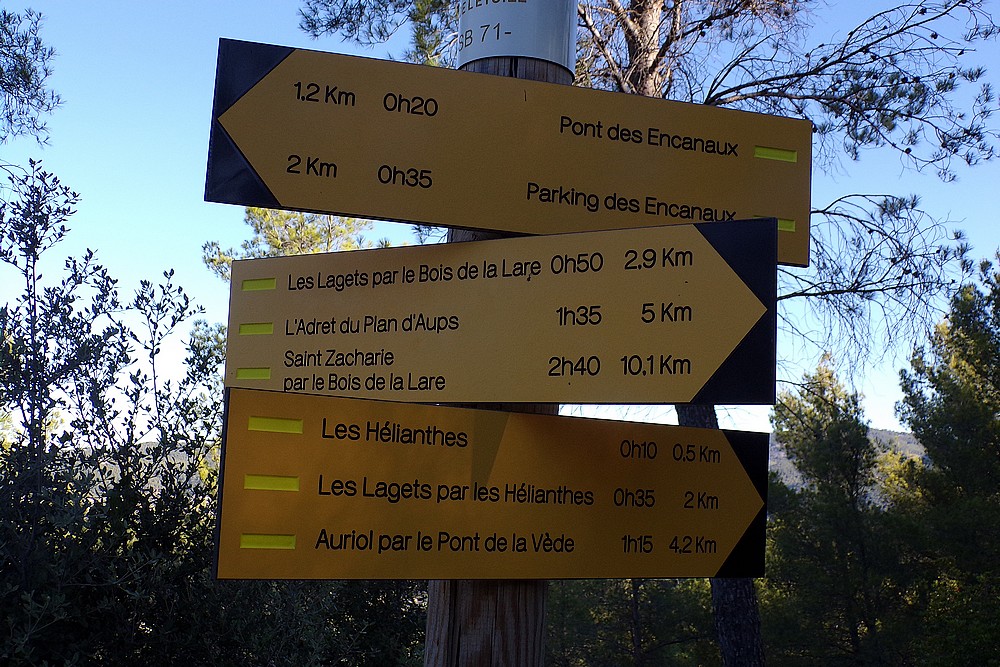 SB 71-
1.2 Km 0h20 Pont des Encanaux
2 Km 0h35 Parking des Encanaux
Les Lagets par le Bois de la Lare 0h50 2,9 Km
L'Adret du Plan d'Aups 1h35 5 Km
Saint Zacharie
par le Bois de la Lare 2h40 10,1 Km
Les Hélianthes 0h10 0,5 Km
Les Lagets par les Hélianthes 0h35 2 Km
Auriol par le Pont de la Vède 1h15 4,2 Km